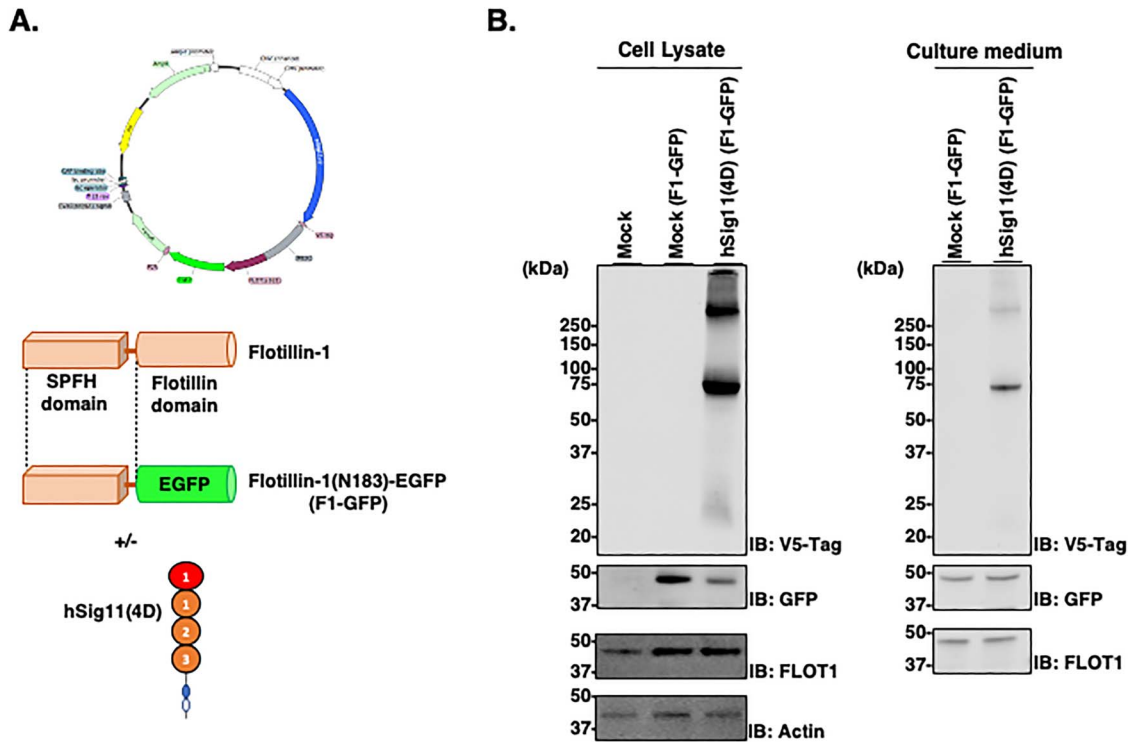 A.
AmpR
V5 tag
Flotillin-1
SPFH
domain
Flotillin
domain
EGFP
Flotillin-1(N183)-EGFP
(F1-GFP)
+/-
hSig11(4D)
1
1
2
3
B.
Cell Lysate
Mock
Mock (F1-GFP)
hSig11(4D) (F1-GFP)
(kDa)
250
150
100
75
50
37
25
20
IB: V5-Tag
50
37
IB: GFP
50
37
IB: FLOT1
50
37
IB: Actin
Culture medium
Mock (F1-GFP)
hSig11(4D) (F1-GFP)
(kDa)
250
150
100
75
50
37
25
20
IB: V5-Tag
50
37
IB: GFP
50
37
IB: FLOT1